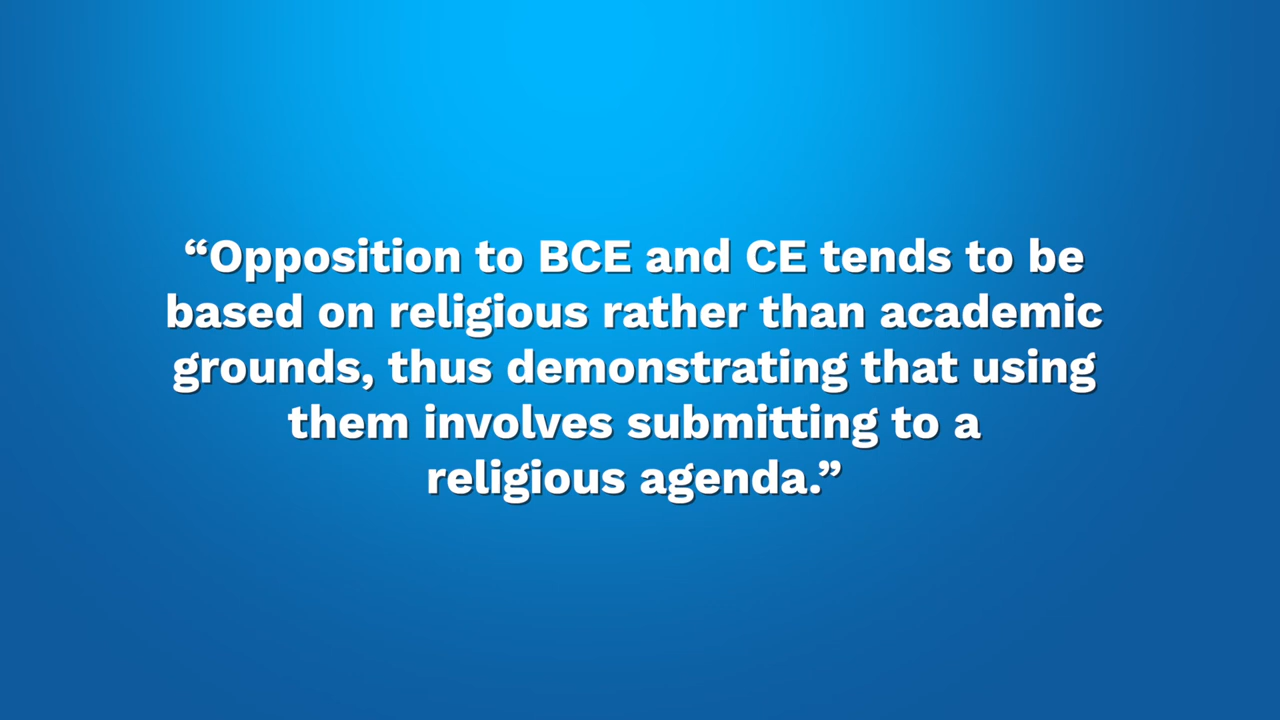 “Opposition to BCE and CE tends to be
based on religious rather than academic
grounds, thus demonstrating that using
them involves submitting to a
religious agenda.”